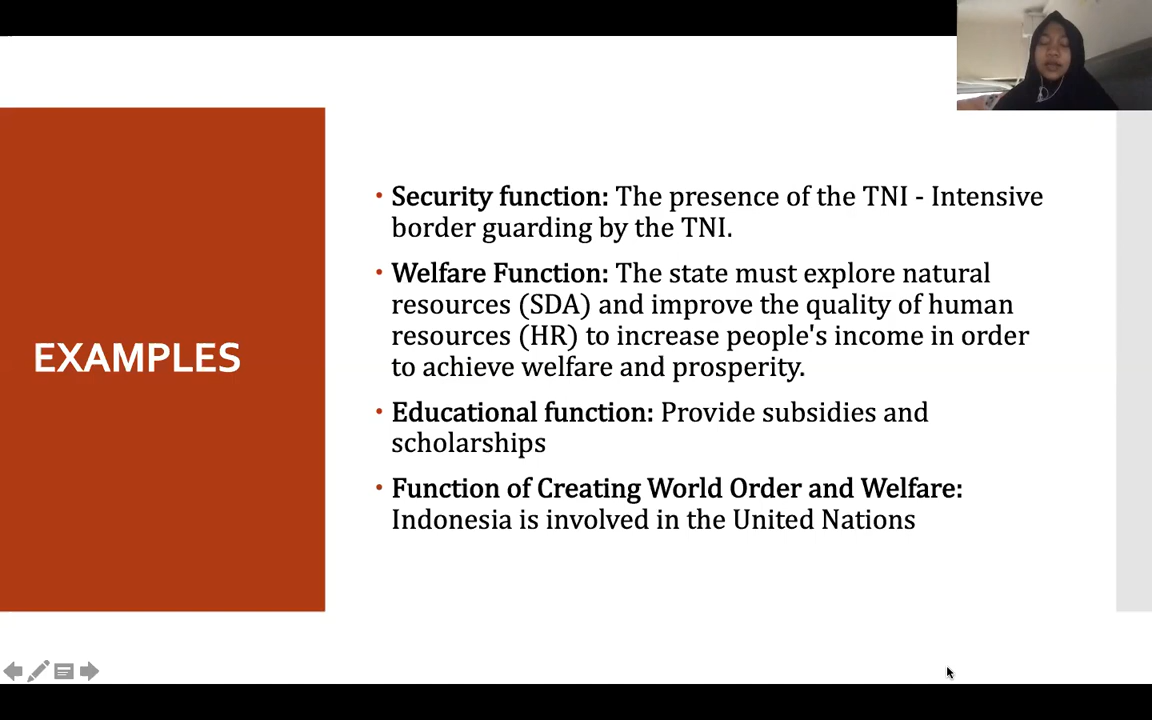 EXAMPLES
• Security function: The presence of the TNI - Intensive
border guarding by the TNI.
• Welfare Function: The state must explore natural
resources (SDA) and improve the quality of human
resources (HR) to increase people's income in order
to achieve welfare and prosperity.
• Educational function: Provide subsidies and
scholarships
• Function of Creating World Order and Welfare:
Indonesia is involved in the United Nations